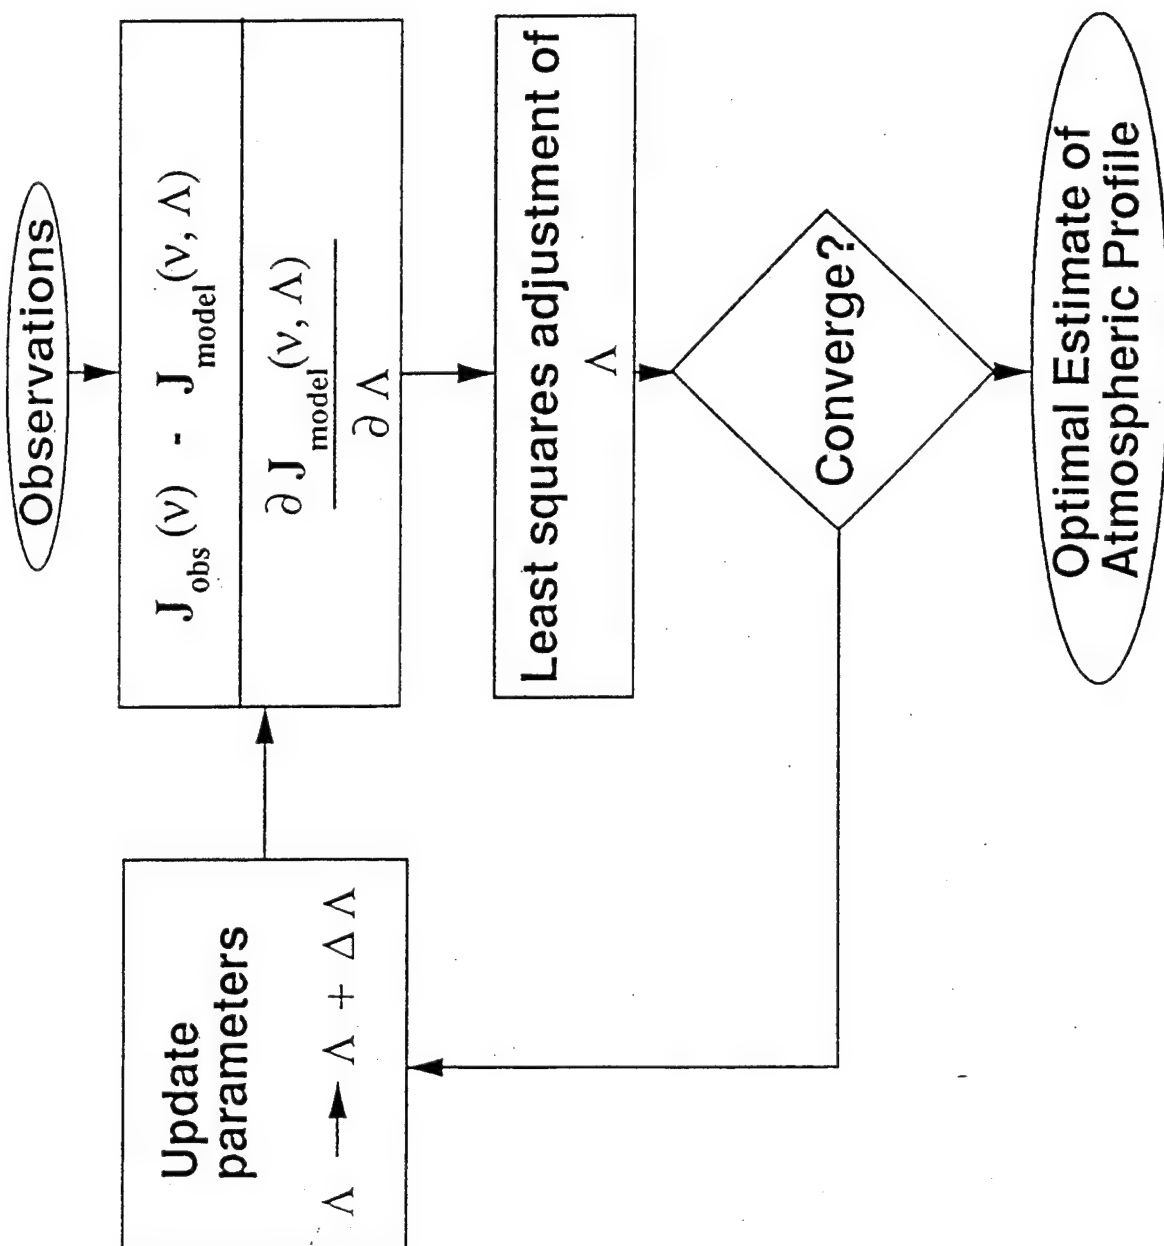 Observations
J_obs(ν) - J_model(ν, Λ)
∂ J_model(ν, Λ)
∂ Λ
Least squares adjustment of
Λ
Converge?
Optimal Estimate of
Atmospheric Profile
Update
parameters
Λ → Λ + Δ Λ